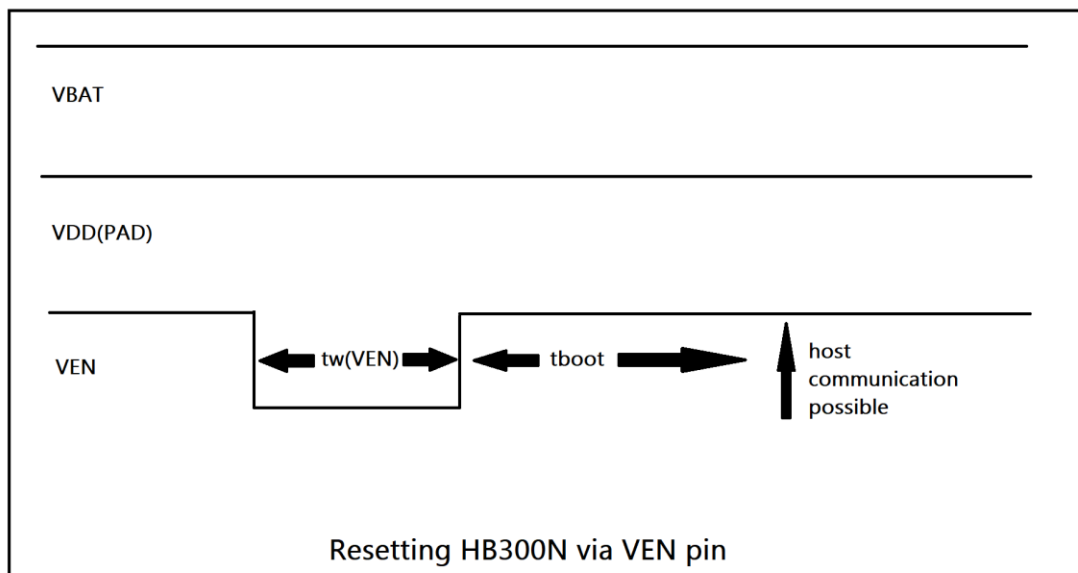 VBAT
VDD(PAD)
VEN
tw(VEN)
tboot
host
communication
possible
Resetting HB300N via VEN pin